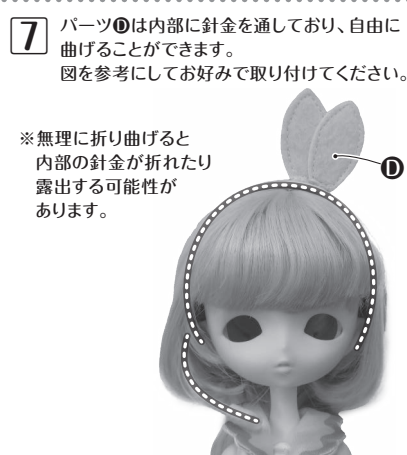 7 パーツⒹは内部に針金を通しており、自由に
曲げることができます。
図を参考にしてお好みで取り付けてください。
※無理に折り曲げると
内部の針金が折れたり
露出する可能性が
あります。
Ⓓ